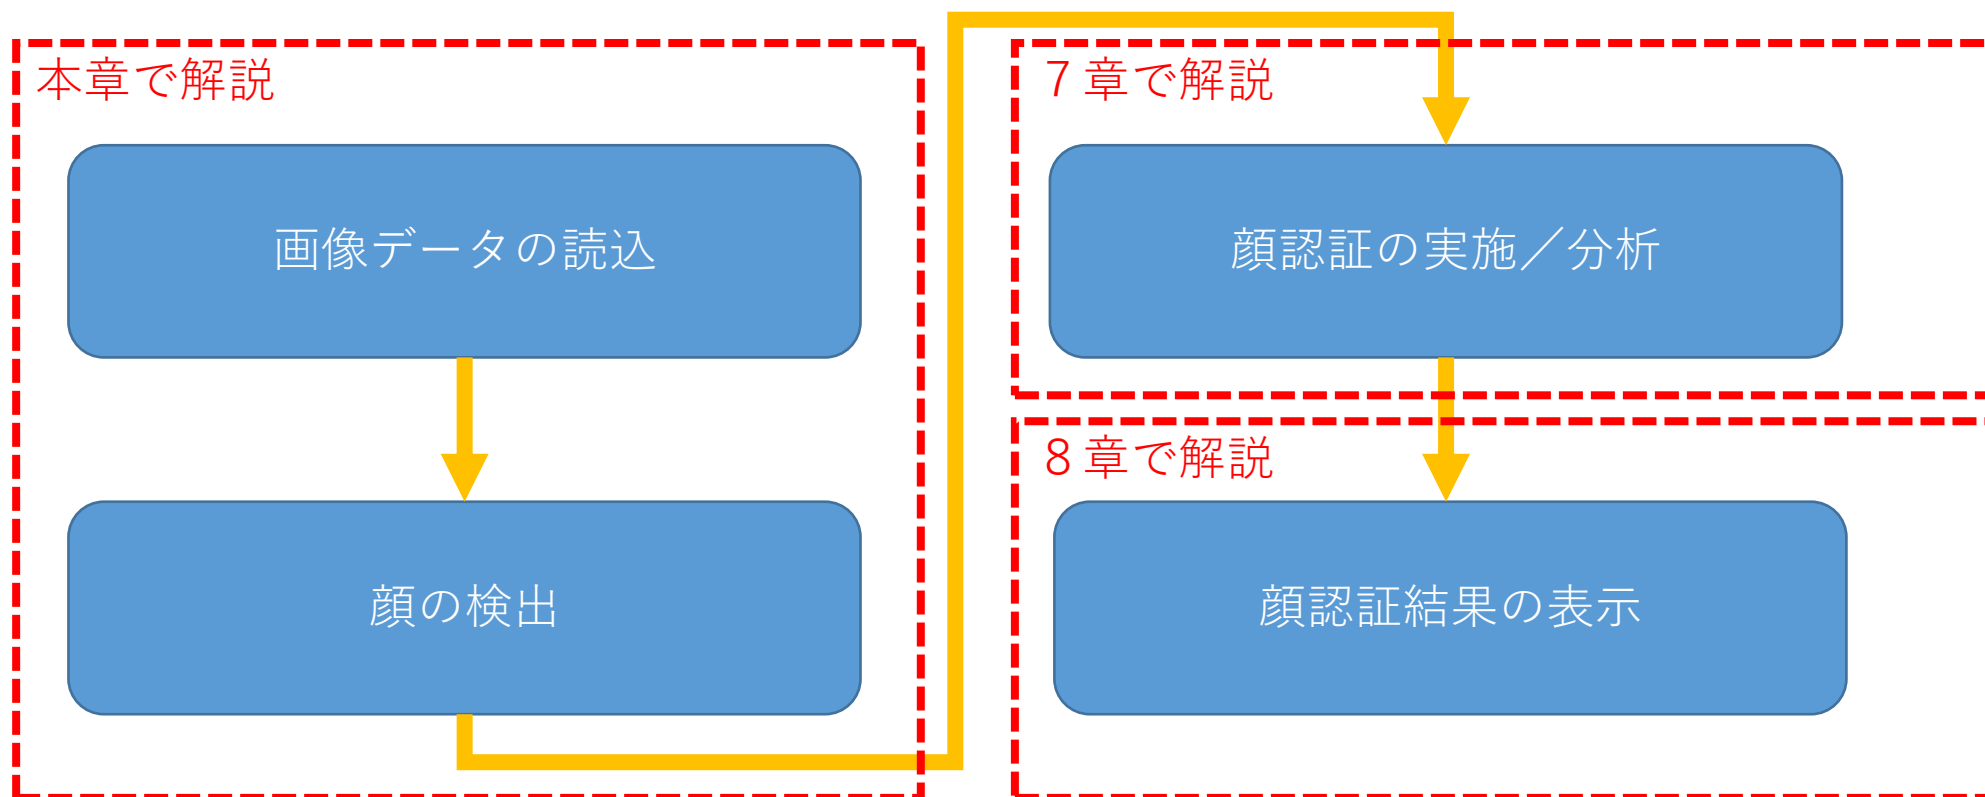 本章で解説
画像データの読込
顔の検出
７章で解説
顔認証の実施／分析
８章で解説
顔認証結果の表示